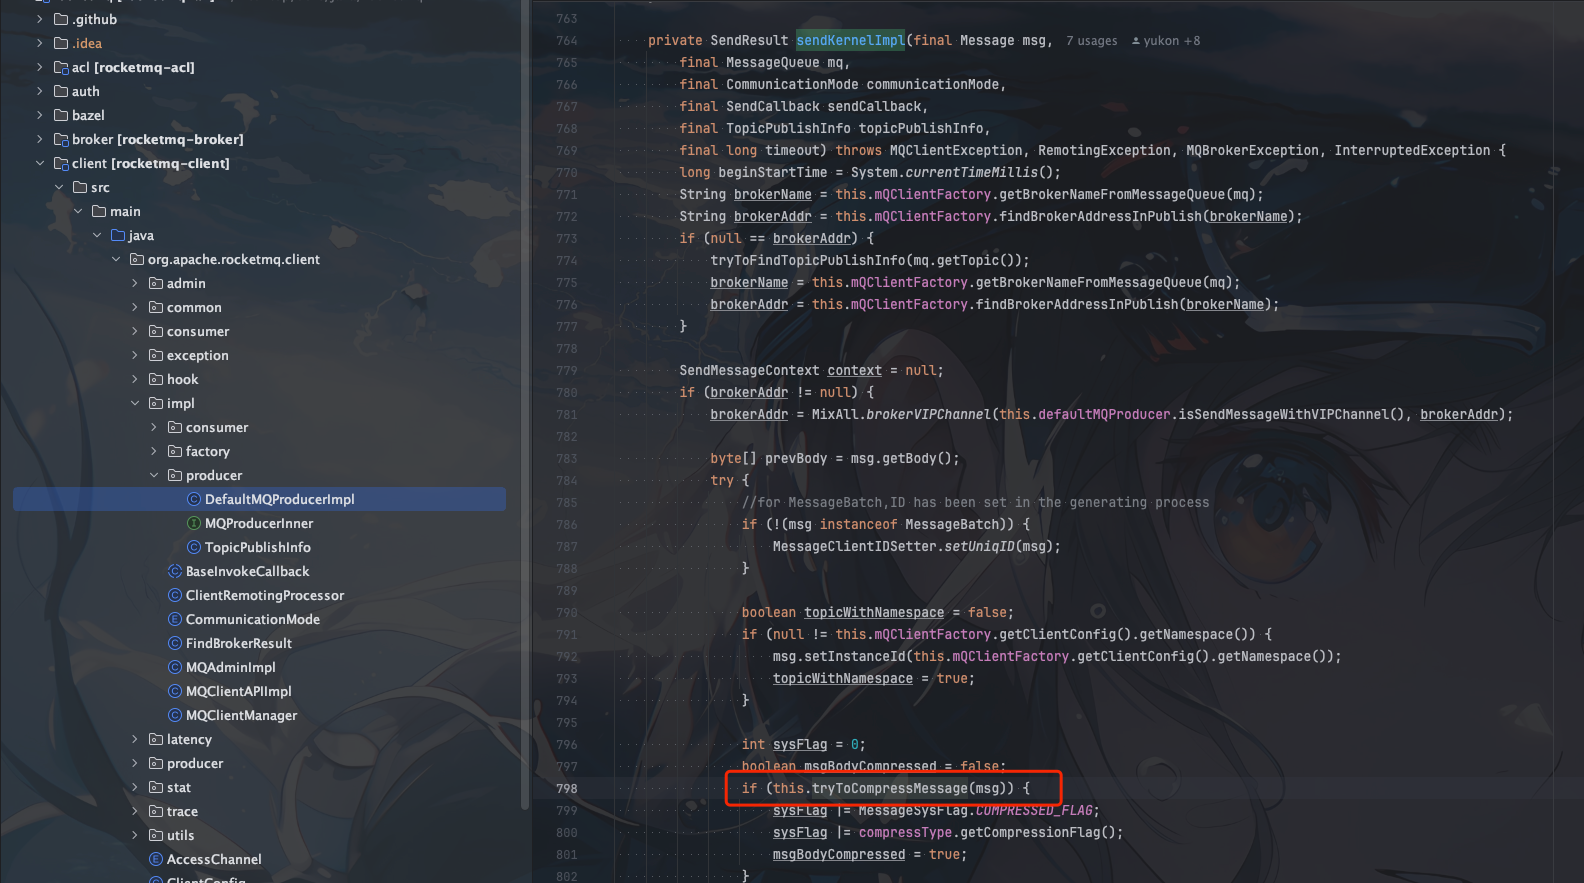 .github
.idea
acl [rocketmq-acl]
auth
bazel
broker [rocketmq-broker]
client [rocketmq-client]
src
main
java
org.apache.rocketmq.client
admin
common
consumer
exception
hook
impl
consumer
factory
producer
DefaultMQProducerImpl
MQProducerInner
TopicPublishInfo
BaseInvokeCallback
ClientRemotingProcessor
CommunicationMode
FindBrokerResult
MQAdminImpl
MQClientAPIImpl
MQClientManager
latency
producer
stat
trace
utils
AccessChannel
ClientConfig
763
764 private SendResult sendKernelImpl(final Message msg, 7 usages yukon +8
765 final MessageQueue mq,
766 final CommunicationMode communicationMode,
767 final SendCallback sendCallback,
768 final TopicPublishInfo topicPublishInfo,
769 final long timeout) throws MQClientException, RemotingException, MQBrokerException, InterruptedException {
770 long beginStartTime = System.currentTimeMillis();
771 String brokerName = this.mQClientFactory.getBrokerNameFromMessageQueue(mq);
772 String brokerAddr = this.mQClientFactory.findBrokerAddressInPublish(brokerName);
773 if (null == brokerAddr) {
774 tryToFindTopicPublishInfo(mq.getTopic());
775 brokerName = this.mQClientFactory.getBrokerNameFromMessageQueue(mq);
776 brokerAddr = this.mQClientFactory.findBrokerAddressInPublish(brokerName);
777 }
778
779 SendMessageContext context = null;
780 if (brokerAddr != null) {
781 brokerAddr = MixAll.brokerVIPChannel(this.defaultMQProducer.isSendMessageWithVIPChannel(), brokerAddr);
782
783 byte[] prevBody = msg.getBody();
784 try {
785 //for MessageBatch,ID has been set in the generating process
786 if (!(msg instanceof MessageBatch)) {
787 MessageClientIDSetter.setUniqID(msg);
788 }
789
790 boolean topicWithNamespace = false;
791 if (null != this.mQClientFactory.getClientConfig().getNamespace()) {
792 msg.setInstanceId(this.mQClientFactory.getClientConfig().getNamespace());
793 topicWithNamespace = true;
794 }
795
796 int sysFlag = 0;
797 boolean msgBodyCompressed = false;
798 if (this.tryToCompressMessage(msg)) {
799 sysFlag |= MessageSysFlag.COMPRESSED_FLAG;
800 sysFlag |= compressType.getCompressionFlag();
801 msgBodyCompressed = true;
802 }